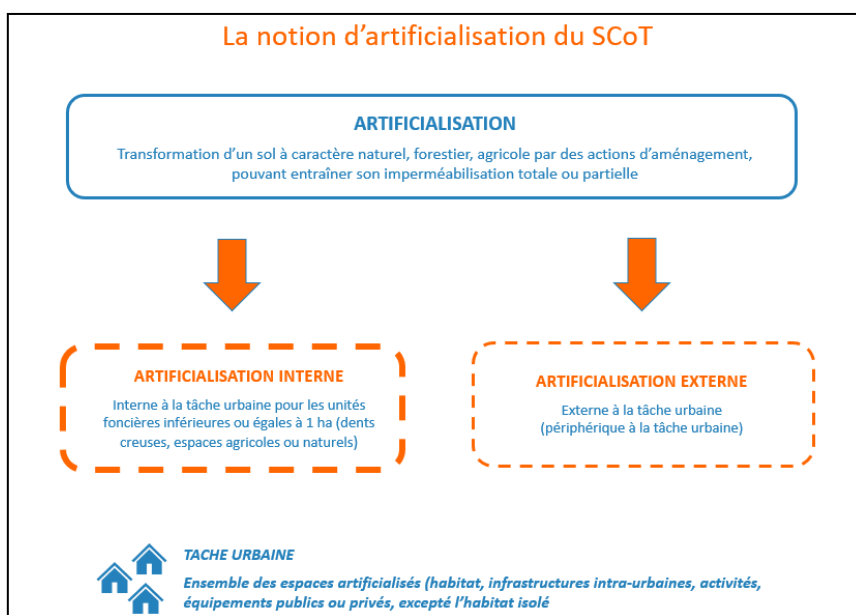 La notion d'artificialisation du SCoT
ARTIFICIALISATION
Transformation d'un sol à caractère naturel, forestier, agricole par des actions d'aménagement,
pouvant entraîner son imperméabilisation totale ou partielle
ARTIFICIALISATION INTERNE
Interne à la tâche urbaine pour les unités
foncières inférieures ou égales à 1 ha (dents
creuses, espaces agricoles ou naturels)
ARTIFICIALISATION EXTERNE
Externe à la tâche urbaine
(périphérique à la tâche urbaine)
TACHE URBAINE
Ensemble des espaces artificialisés (habitat, infrastructures intra-urbaines, activités,
équipements publics ou privés, excepté l'habitat isolé